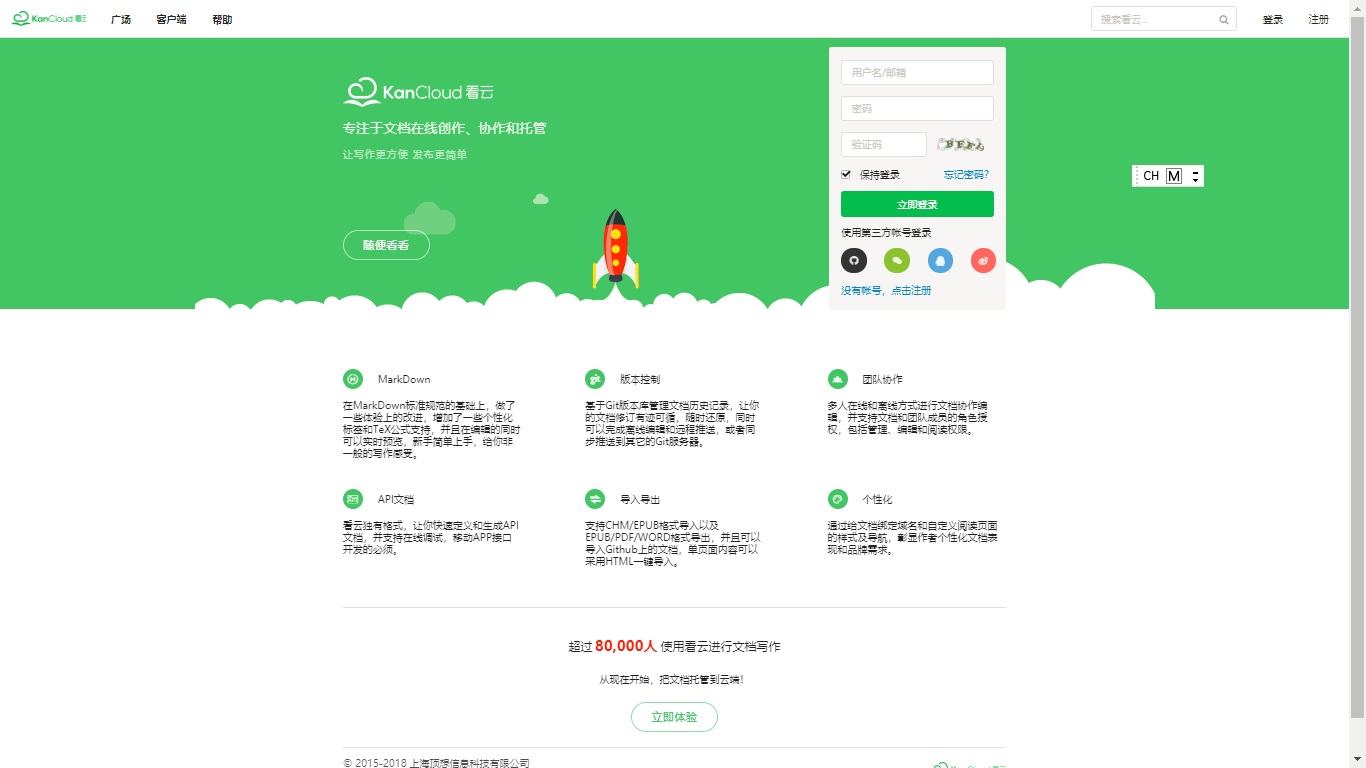 KanCloud 看云 广场 客户端 帮助 搜索看云... 登录 注册
KanCloud 看云
专注于文档在线创作、协作和托管
让写作更方便 发布更简单
随便看看
用户名/邮箱
密码
验证码
保持登录 忘记密码?
立即登录
使用第三方帐号登录
没有帐号，点击注册
CH M
MarkDown
在MarkDown标准规范的基础上，做了
一些体验上的改进，增加了一些个性化
标签和TeX公式支持，并且在编辑的同时
可以实时预览，新手简单上手，给你非
一般的写作感受。
git 版本控制
基于Git版本库管理文档历史记录，让你
的文档修订有迹可循，随时还原，同时
可以完成离线编辑和远程推送，或者同
步推送到其它的Git服务器。
团队协作
多人在线和离线方式进行文档协作编
辑，并支持文档和团队成员的角色授
权，包括管理、编辑和阅读权限。
API文档
看云独有格式，让你快速定义和生成API
文档，并支持在线调试，移动APP接口
开发的必须。
导入导出
支持CHM/EPUB格式导入以及
EPUB/PDF/WORD格式导出，并且可以
导入Github上的文档，单页面内容可以
采用HTML一键导入。
个性化
通过给文档绑定域名和自定义阅读页面
的样式及导航，彰显作者个性化文档表
现和品牌需求。
超过 80,000人 使用看云进行文档写作
从现在开始，把文档托管到云端！
立即体验
© 2015-2018 上海顶想信息科技有限公司